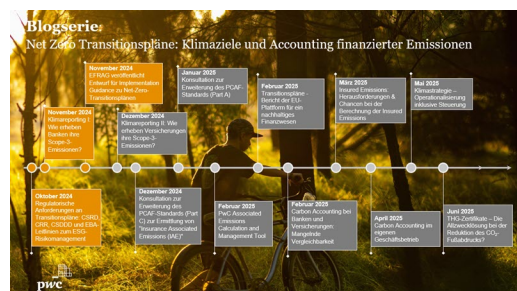 Blogserie:
Net Zero Transitionspläne: Klimaziele und Accounting finanzierter Emissionen
November 2024
EFRAG veröffentlicht
Entwurf für Implementation
Guidance zu Net-Zero-
Transitionplänen
Januar 2025
Konsultation zur
Erweiterung des PCAF-
Standards (Part A)
Februar 2025
Transitionspläne -
Bericht der EU-
Plattform für ein
nachhaltiges
Finanzwesen
März 2025
Insured Emissions:
Herausforderungen &
Chancen bei der
Berechnung der Insured
Emissions
Mai 2025
Klimastrategie –
Operationalisierung
inklusive Steuerung
November 2024
Klimareporting I:
Wie erheben
Banken ihre
Scope-3-
Emissionen?
Dezember 2024
Klimareporting II: Wie
erheben Versicherungen
ihre Scope-3-
Emissionen?
Oktober 2024
Regulatorische
Anforderungen an
Transitionspläne: CSRD,
CRR, CSDDD und EBA-
Leitlinien zum ESG-
Risikomanagement
Dezember 2024
Konsultation zur
Erweiterung des
PCAF-Standards (Part
C) zur Ermittlung von
"Insurance Associated
Emissions (IAE)"
Februar 2025
PwC Associated
Emissions
Calculation and
Management Tool
Februar 2025
Carbon Accounting bei
Banken und
Versicherungen:
Mangelnde
Vergleichbarkeit
April 2025
Carbon Accounting im
eigenen
Geschäftsbetrieb
Juni 2025
THG-Zertifikate – Die
Allzwecklösung bei der
Reduktion des CO₂-
Fußabdrucks?
pwc